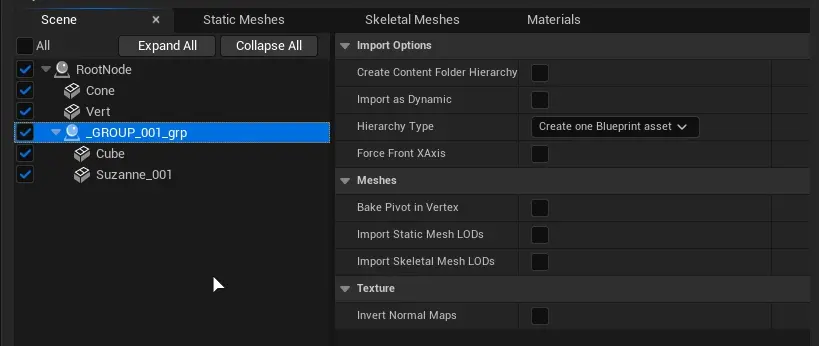 Scene × Static Meshes Skeletal Meshes Materials
All Expand All Collapse All
RootNode
Cone
Vert
_GROUP_001_grp
Cube
Suzanne_001
Import Options
Create Content Folder Hierarchy
Import as Dynamic
Hierarchy Type Create one Blueprint asset
Force Front XAxis
Meshes
Bake Pivot in Vertex
Import Static Mesh LODs
Import Skeletal Mesh LODs
Texture
Invert Normal Maps